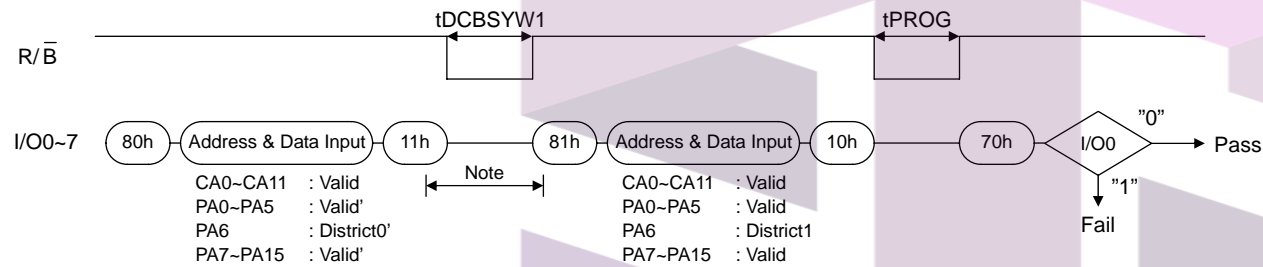 tDCBSYW1 tPROG
R/B̅
I/O0~7 80h Address & Data Input 11h 81h Address & Data Input 10h 70h I/O0 "0" Pass
Note
"1"
Fail
CA0~CA11 : Valid
PA0~PA5 : Valid'
PA6 : District0'
PA7~PA15 : Valid'
CA0~CA11 : Valid
PA0~PA5 : Valid
PA6 : District1
PA7~PA15 : Valid